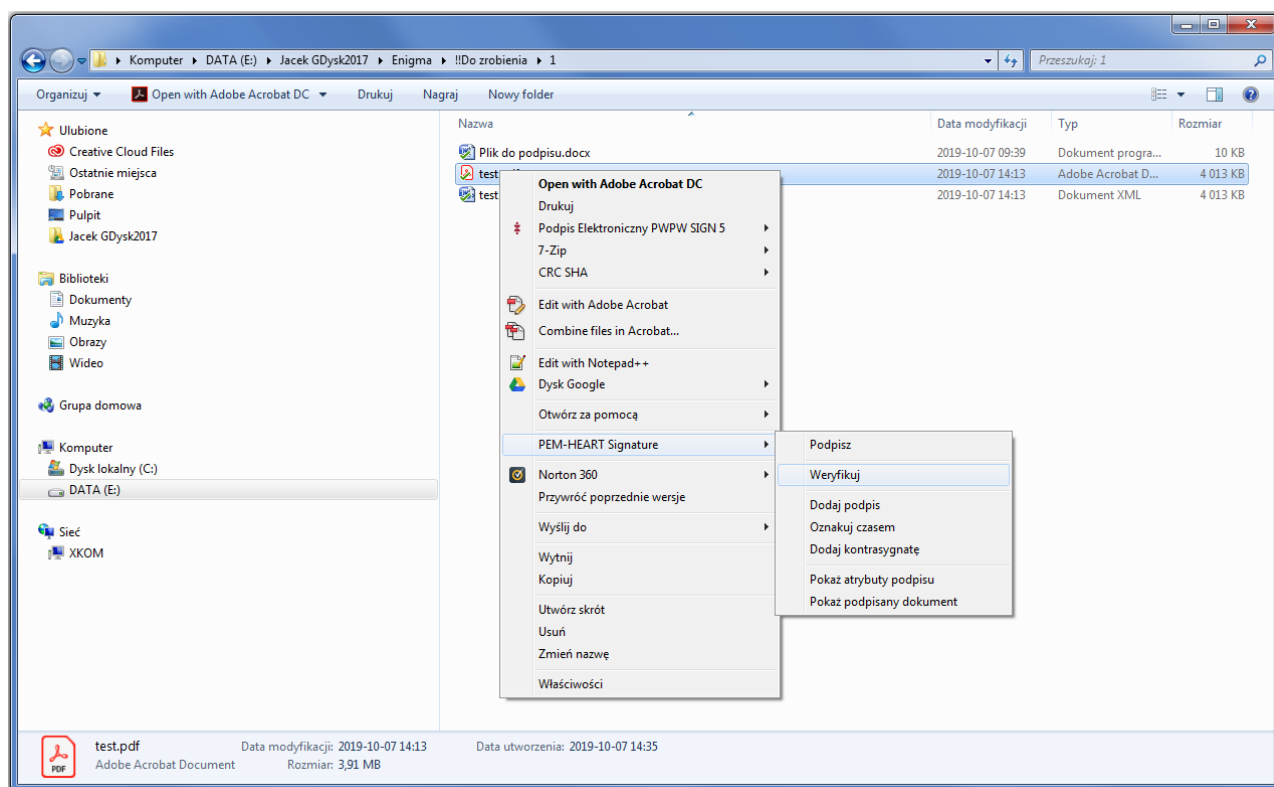 Komputer ▸ DATA (E:) ▸ Jacek GDysk2017 ▸ Enigma ▸ !!Do zrobienia ▸ 1
Przeszukaj: 1
Organizuj
Open with Adobe Acrobat DC
Drukuj
Nagraj
Nowy folder
Ulubione
Creative Cloud Files
Ostatnie miejsca
Pobrane
Pulpit
Jacek GDysk2017
Biblioteki
Dokumenty
Muzyka
Obrazy
Wideo
Grupa domowa
Komputer
Dysk lokalny (C:)
DATA (E:)
Sieć
XKOM
Nazwa Data modyfikacji Typ Rozmiar
Plik do podpisu.docx 2019-10-07 09:39 Dokument progra... 10 KB
test 2019-10-07 14:13 Adobe Acrobat D... 4 013 KB
test 2019-10-07 14:13 Dokument XML 4 013 KB
Open with Adobe Acrobat DC
Drukuj
Podpis Elektroniczny PWPW SIGN 5
7-Zip
CRC SHA
Edit with Adobe Acrobat
Combine files in Acrobat...
Edit with Notepad++
Dysk Google
Otwórz za pomocą
PEM-HEART Signature
Norton 360
Przywróć poprzednie wersje
Wyślij do
Wytnij
Kopiuj
Utwórz skrót
Usuń
Zmień nazwę
Właściwości
Podpisz
Weryfikuj
Dodaj podpis
Oznakuj czasem
Dodaj kontrasygnatę
Pokaż atrybuty podpisu
Pokaż podpisany dokument
PDF
test.pdf Data modyfikacji: 2019-10-07 14:13 Data utworzenia: 2019-10-07 14:35
Adobe Acrobat Document Rozmiar: 3,91 MB